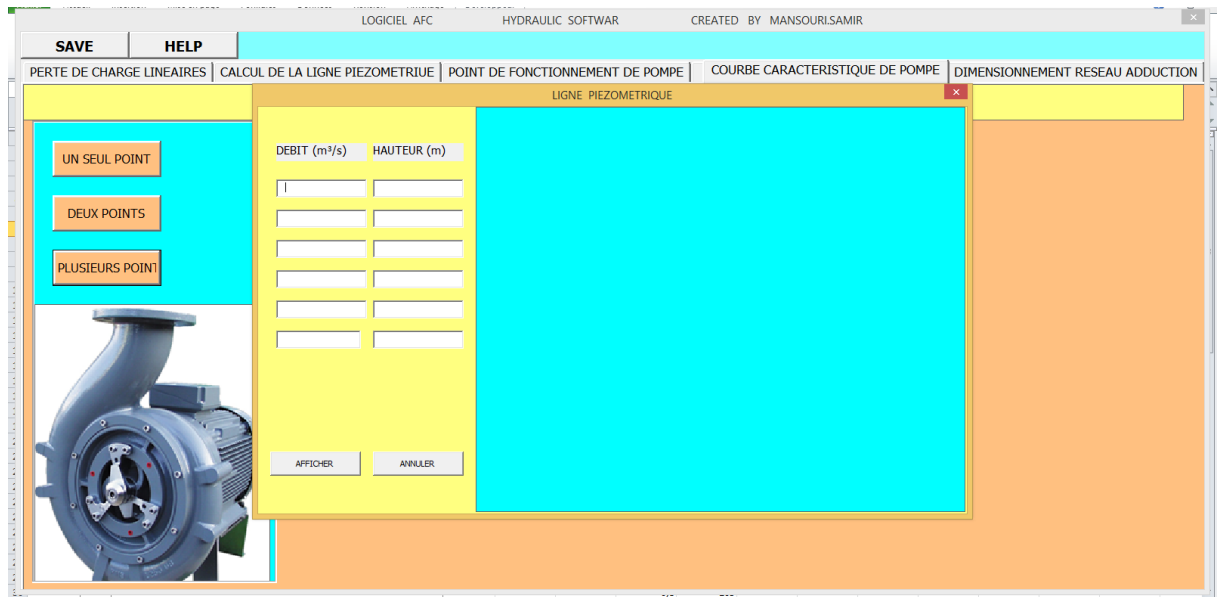 LOGICIEL AFC HYDRAULIC SOFTWAR CREATED BY MANSOURI.SAMIR
SAVE HELP
PERTE DE CHARGE LINEAIRES CALCUL DE LA LIGNE PIEZOMETRIUE POINT DE FONCTIONNEMENT DE POMPE COURBE CARACTERISTIQUE DE POMPE DIMENSIONNEMENT RESEAU ADDUCTION
LIGNE PIEZOMETRIQUE
DEBIT (m³/s) HAUTEUR (m)
UN SEUL POINT
DEUX POINTS
PLUSIEURS POINT
AFFICHER ANNULER